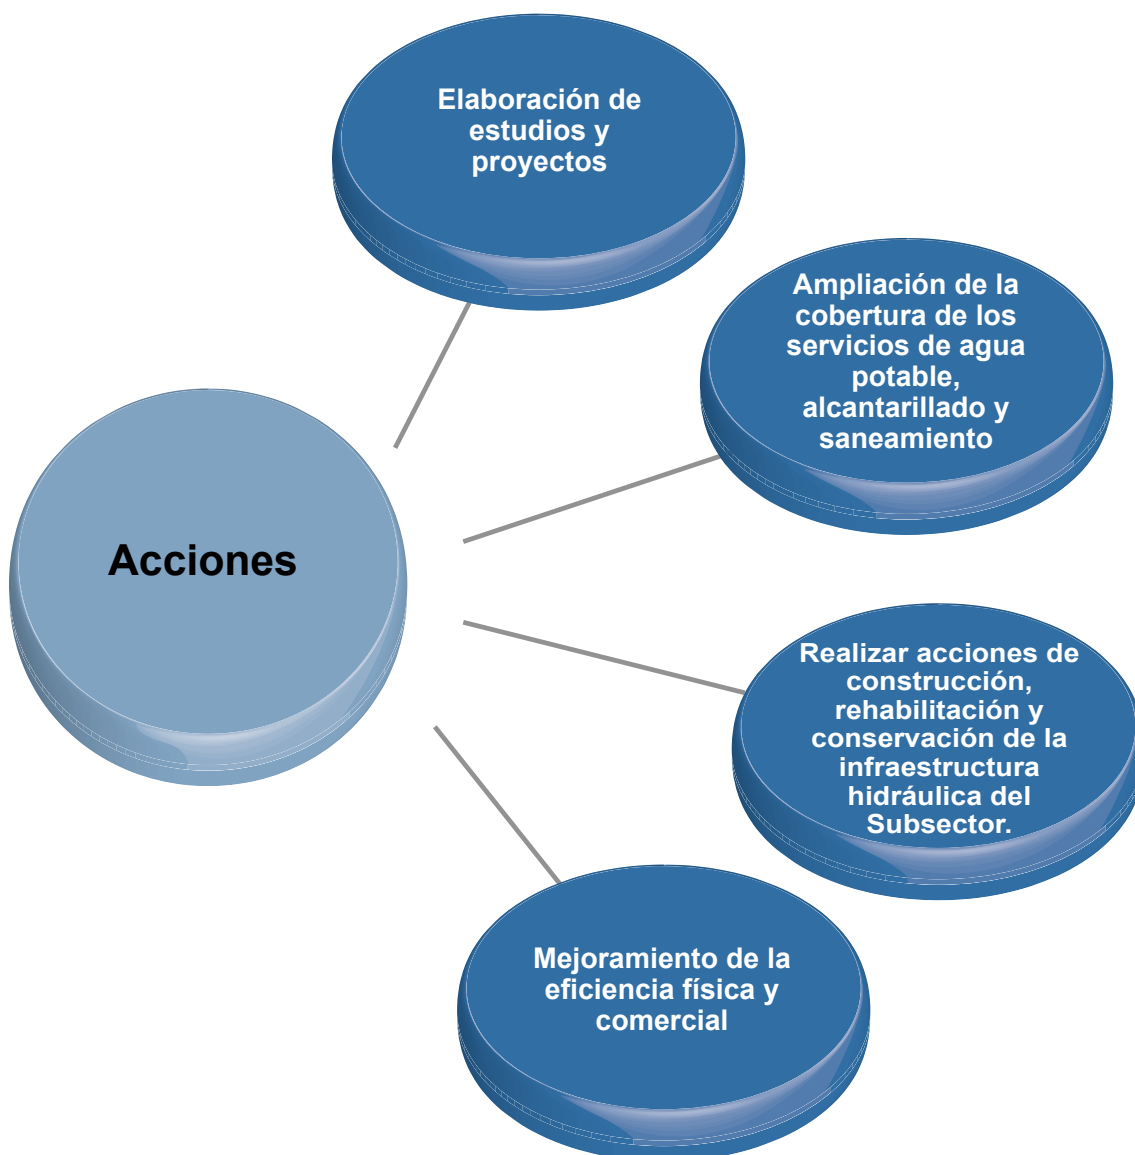 Elaboración de
estudios y
proyectos
Ampliación de la
cobertura de los
servicios de agua
potable,
alcantarillado y
saneamiento
Acciones
Realizar acciones de
construcción,
rehabilitación y
conservación de la
infraestructura
hidráulica del
Subsector.
Mejoramiento de la
eficiencia física y
comercial